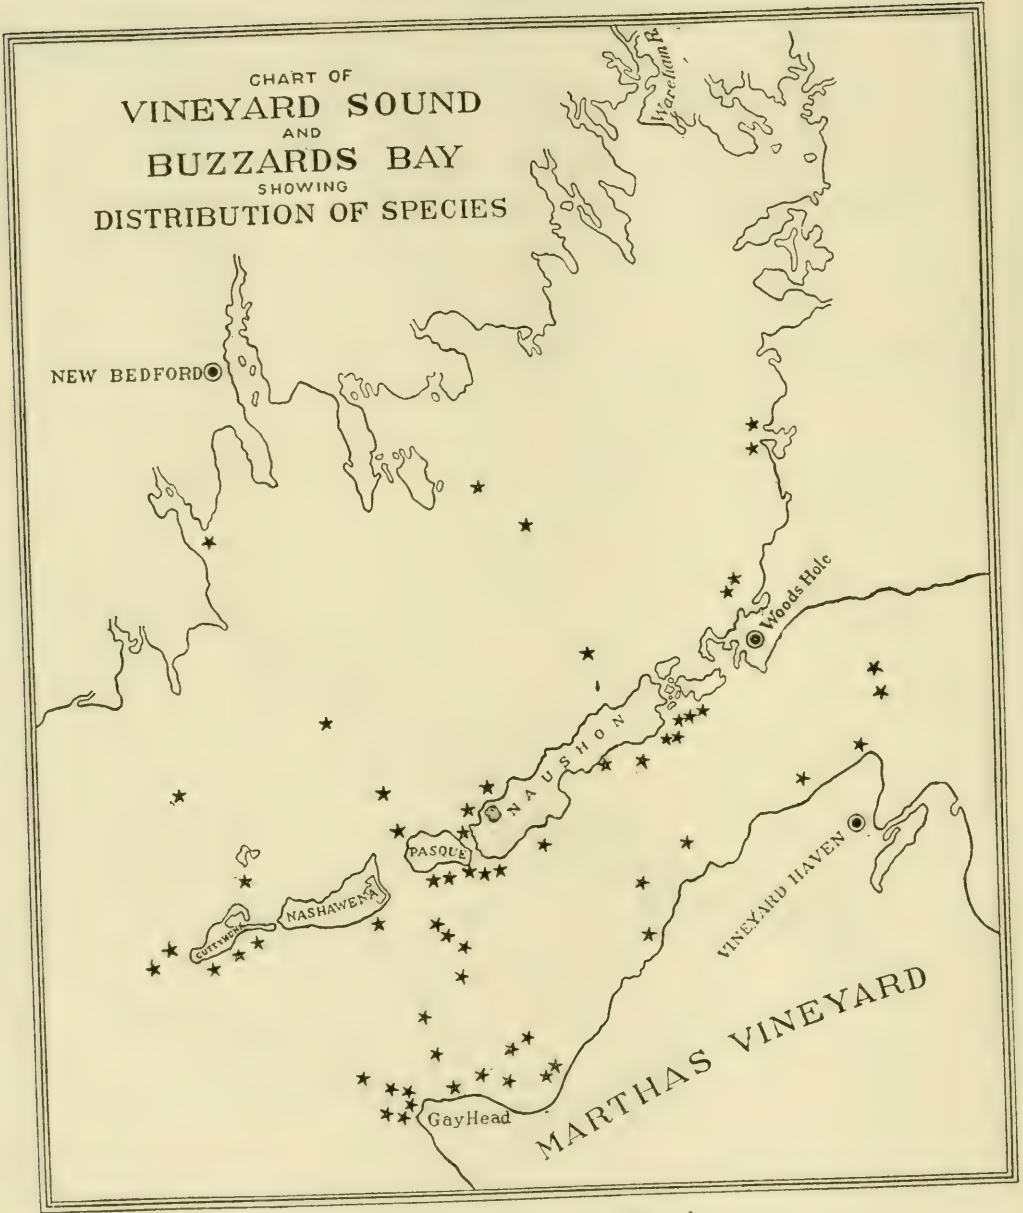 CHART OF
VINEYARD SOUND
AND
BUZZARDS BAY
SHOWING
DISTRIBUTION OF SPECIES
Wareham R.
NEW BEDFORD
Woods Hole
NAUSHON
PASQUE
NASHAWENA
CUTTYHUNK
VINEYARD HAVEN
MARTHAS VINEYARD
Gay Head